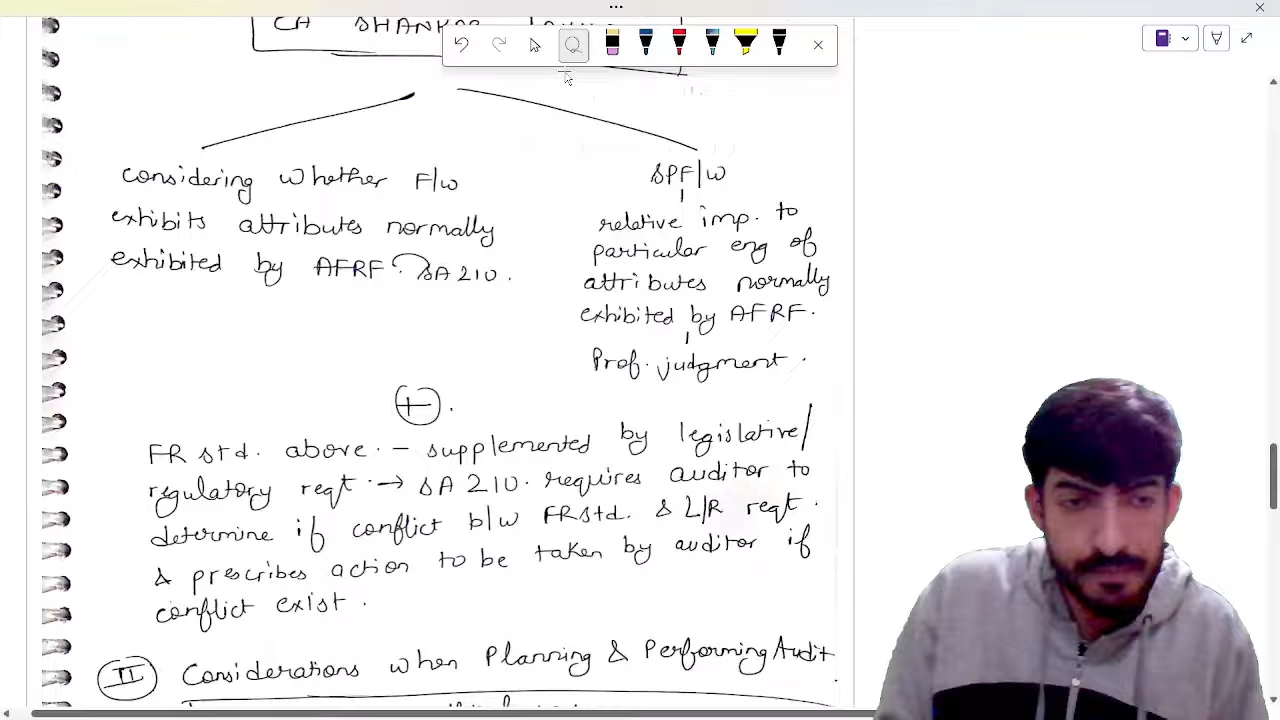 CA SHANKAR
considering whether F/w
exhibits attributes normally
exhibited by AFRF. SA 210.
SPF/W
relative imp. to
particular eng of
attributes normally
exhibited by AFRF.
Prof. judgment.
+
FR std. above. - supplemented by legislative/
regulatory reqt. → SA 210. requires auditor to
determine if conflict b/w FRstd. & L/R reqt.
& prescribes action to be taken by auditor if
conflict exist.
II Considerations when Planning & Performing Audit